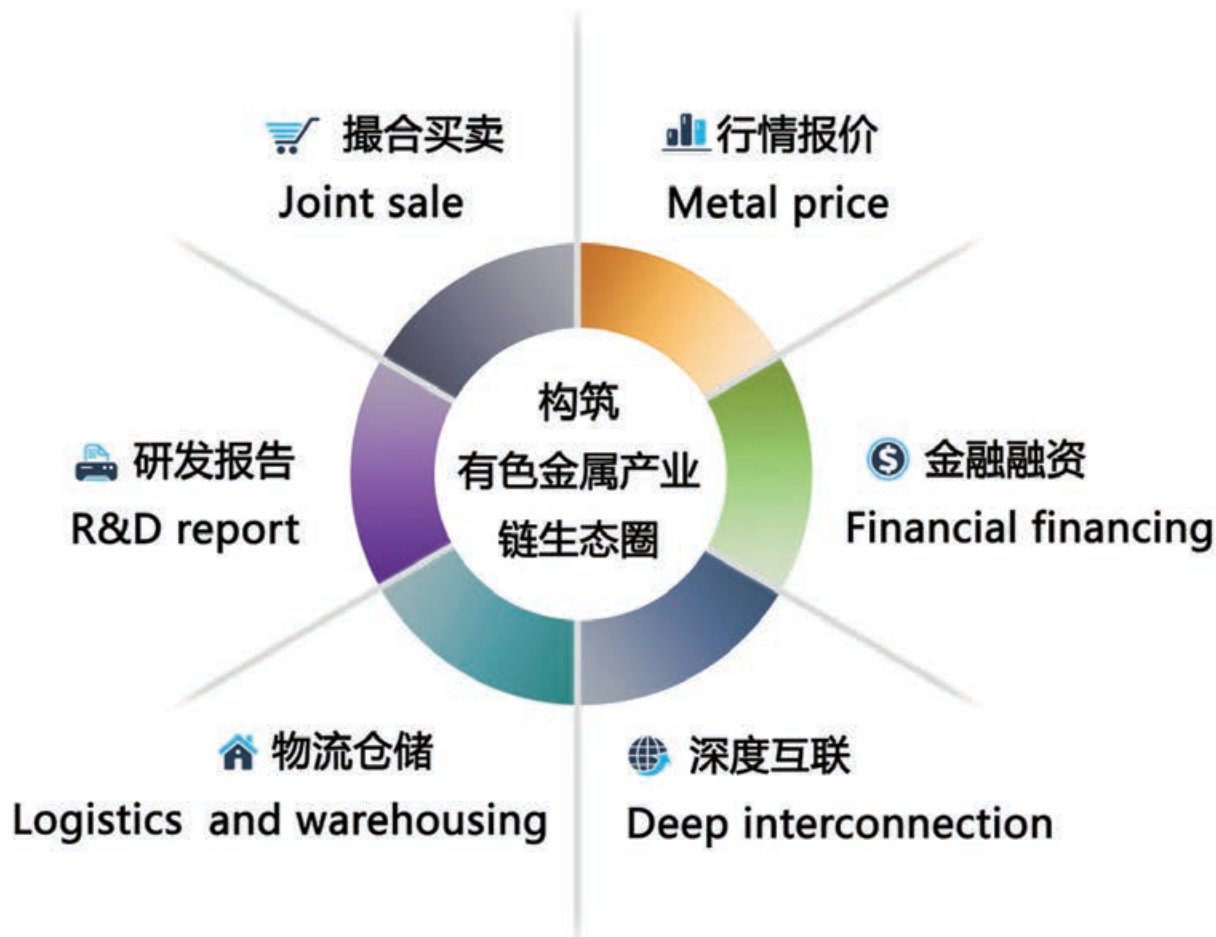 撮合买卖
Joint sale
行情报价
Metal price
构筑
有色金属产业
链生态圈
研发报告
R&D report
金融融资
Financial financing
物流仓储
Logistics and warehousing
深度互联
Deep interconnection